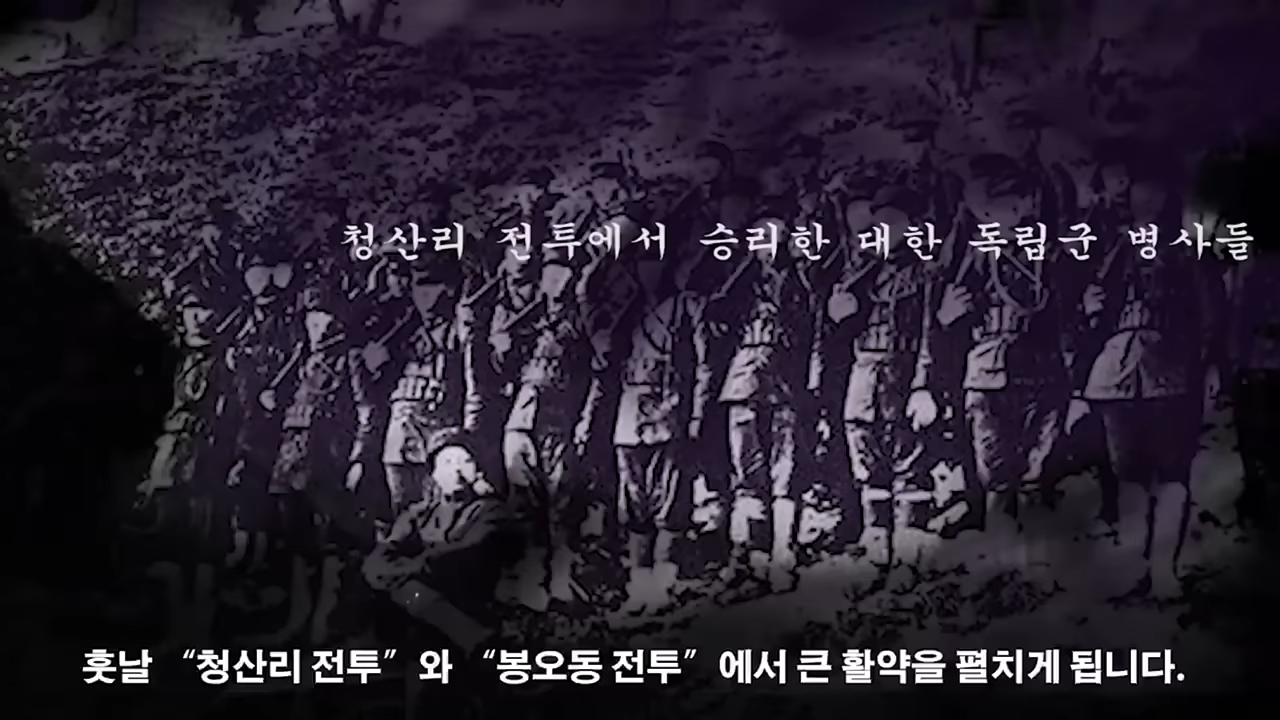 청산리 전투에서 승리한 대한 독립군 병사들
훗날 “청산리 전투”와 “봉오동 전투”에서 큰 활약을 펼치게 됩니다.